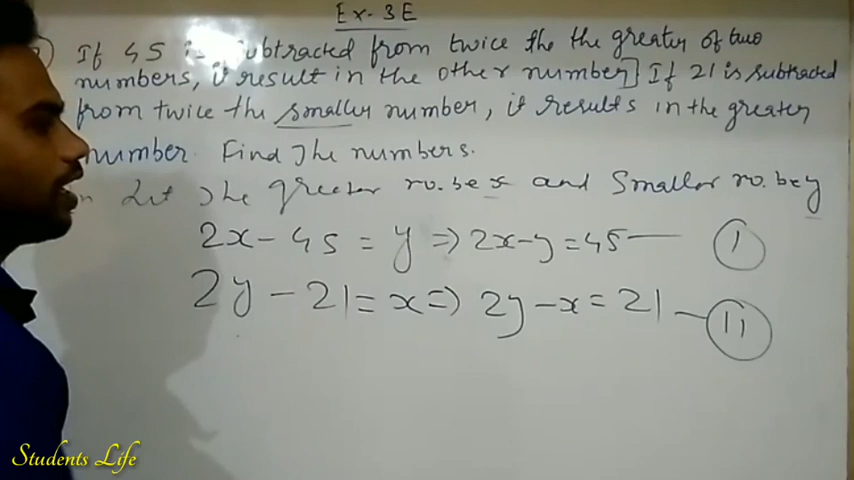 Ex-3E
) If 45 is subtracted from twice the the greater of two
numbers, it result in the other number] If 21 is subtracted
from twice the smaller number, it results in the greater
number. Find The numbers.
n Let The greater no. be x and Smaller no. be y
2x - 45 = y => 2x-y = 45 — (I)
2y - 21 = x => 2y - x = 21 — (II)
Students Life